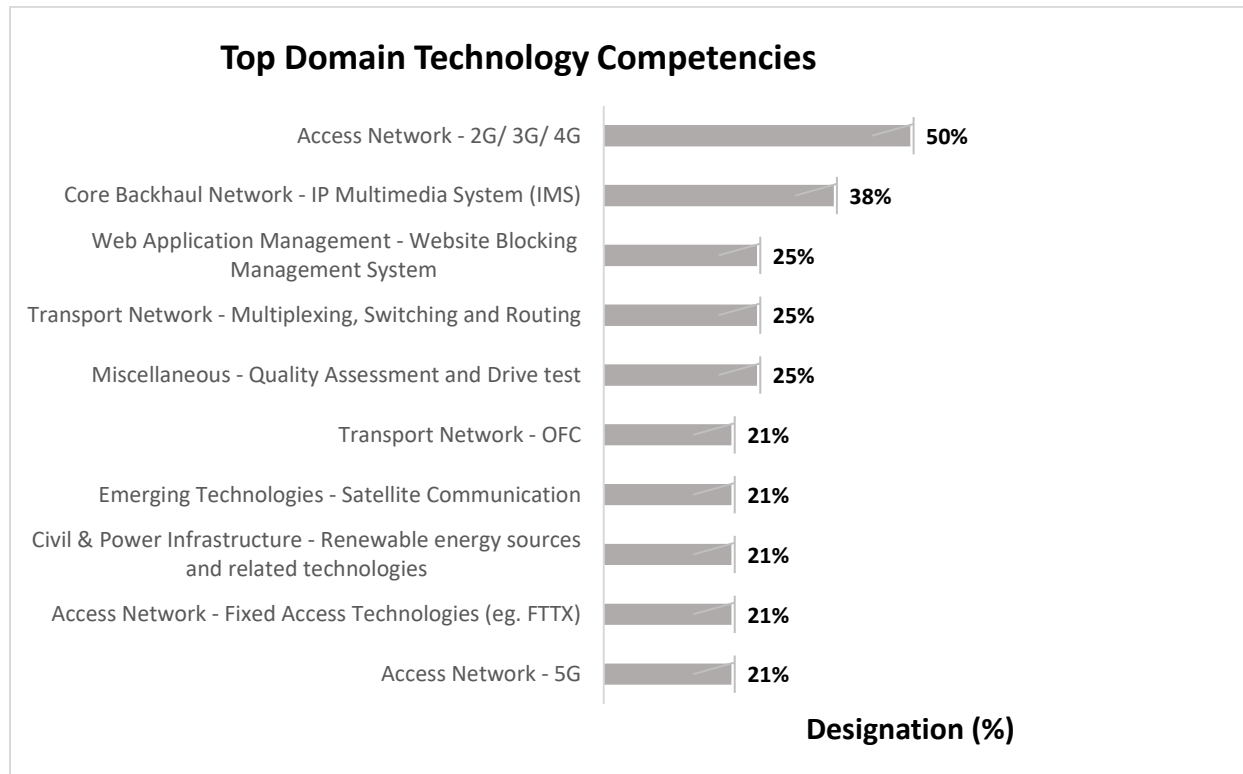 Top Domain Technology Competencies
Access Network - 2G/ 3G/ 4G
50%
Core Backhaul Network - IP Multimedia System (IMS)
38%
Web Application Management - Website Blocking
Management System
25%
Transport Network - Multiplexing, Switching and Routing
25%
Miscellaneous - Quality Assessment and Drive test
25%
Transport Network - OFC
21%
Emerging Technologies - Satellite Communication
21%
Civil & Power Infrastructure - Renewable energy sources
and related technologies
21%
Access Network - Fixed Access Technologies (eg. FTTX)
21%
Access Network - 5G
21%
Designation (%)